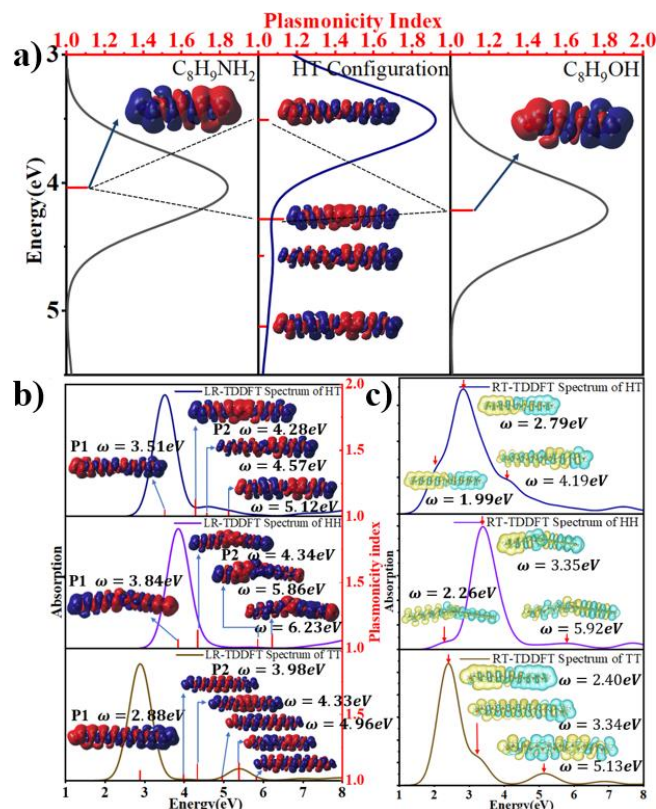 Plasmonicity Index
1.0 1.2 1.4 1.6 1.8 1.0 1.2 1.4 1.6 1.8 1.0 1.2 1.4 1.6 1.8 2.0
a)
C₈H₉NH₂
HT Configuration
C₈H₉OH
3
4
5
Energy(eV)
b)
LR-TDDFT Spectrum of HT
2.0
P2 ω = 4.28eV
P1 ω = 3.51eV
ω = 4.57eV
ω = 5.12eV
1.5
1.0
LR-TDDFT Spectrum of HH
P2 ω = 4.34eV
P1 ω = 3.84eV
ω = 5.86eV
ω = 6.23eV
1.5
1.0
LR-TDDFT Spectrum of TT
P2 ω = 3.98eV
P1 ω = 2.88eV
ω = 4.33eV
ω = 4.96eV
1.5
1.0
Absorption
Plasmonicity index
1 2 3 4 5 6 7 8
Energy(eV)
c)
RT-TDDFT Spectrum of HT
ω = 2.79eV
ω = 4.19eV
ω = 1.99eV
RT-TDDFT Spectrum of HH
ω = 3.35eV
ω = 2.26eV
ω = 5.92eV
RT-TDDFT Spectrum of TT
ω = 2.40eV
ω = 3.34eV
ω = 5.13eV
Absorption
1 2 3 4 5 6 7 8
Energy(eV)